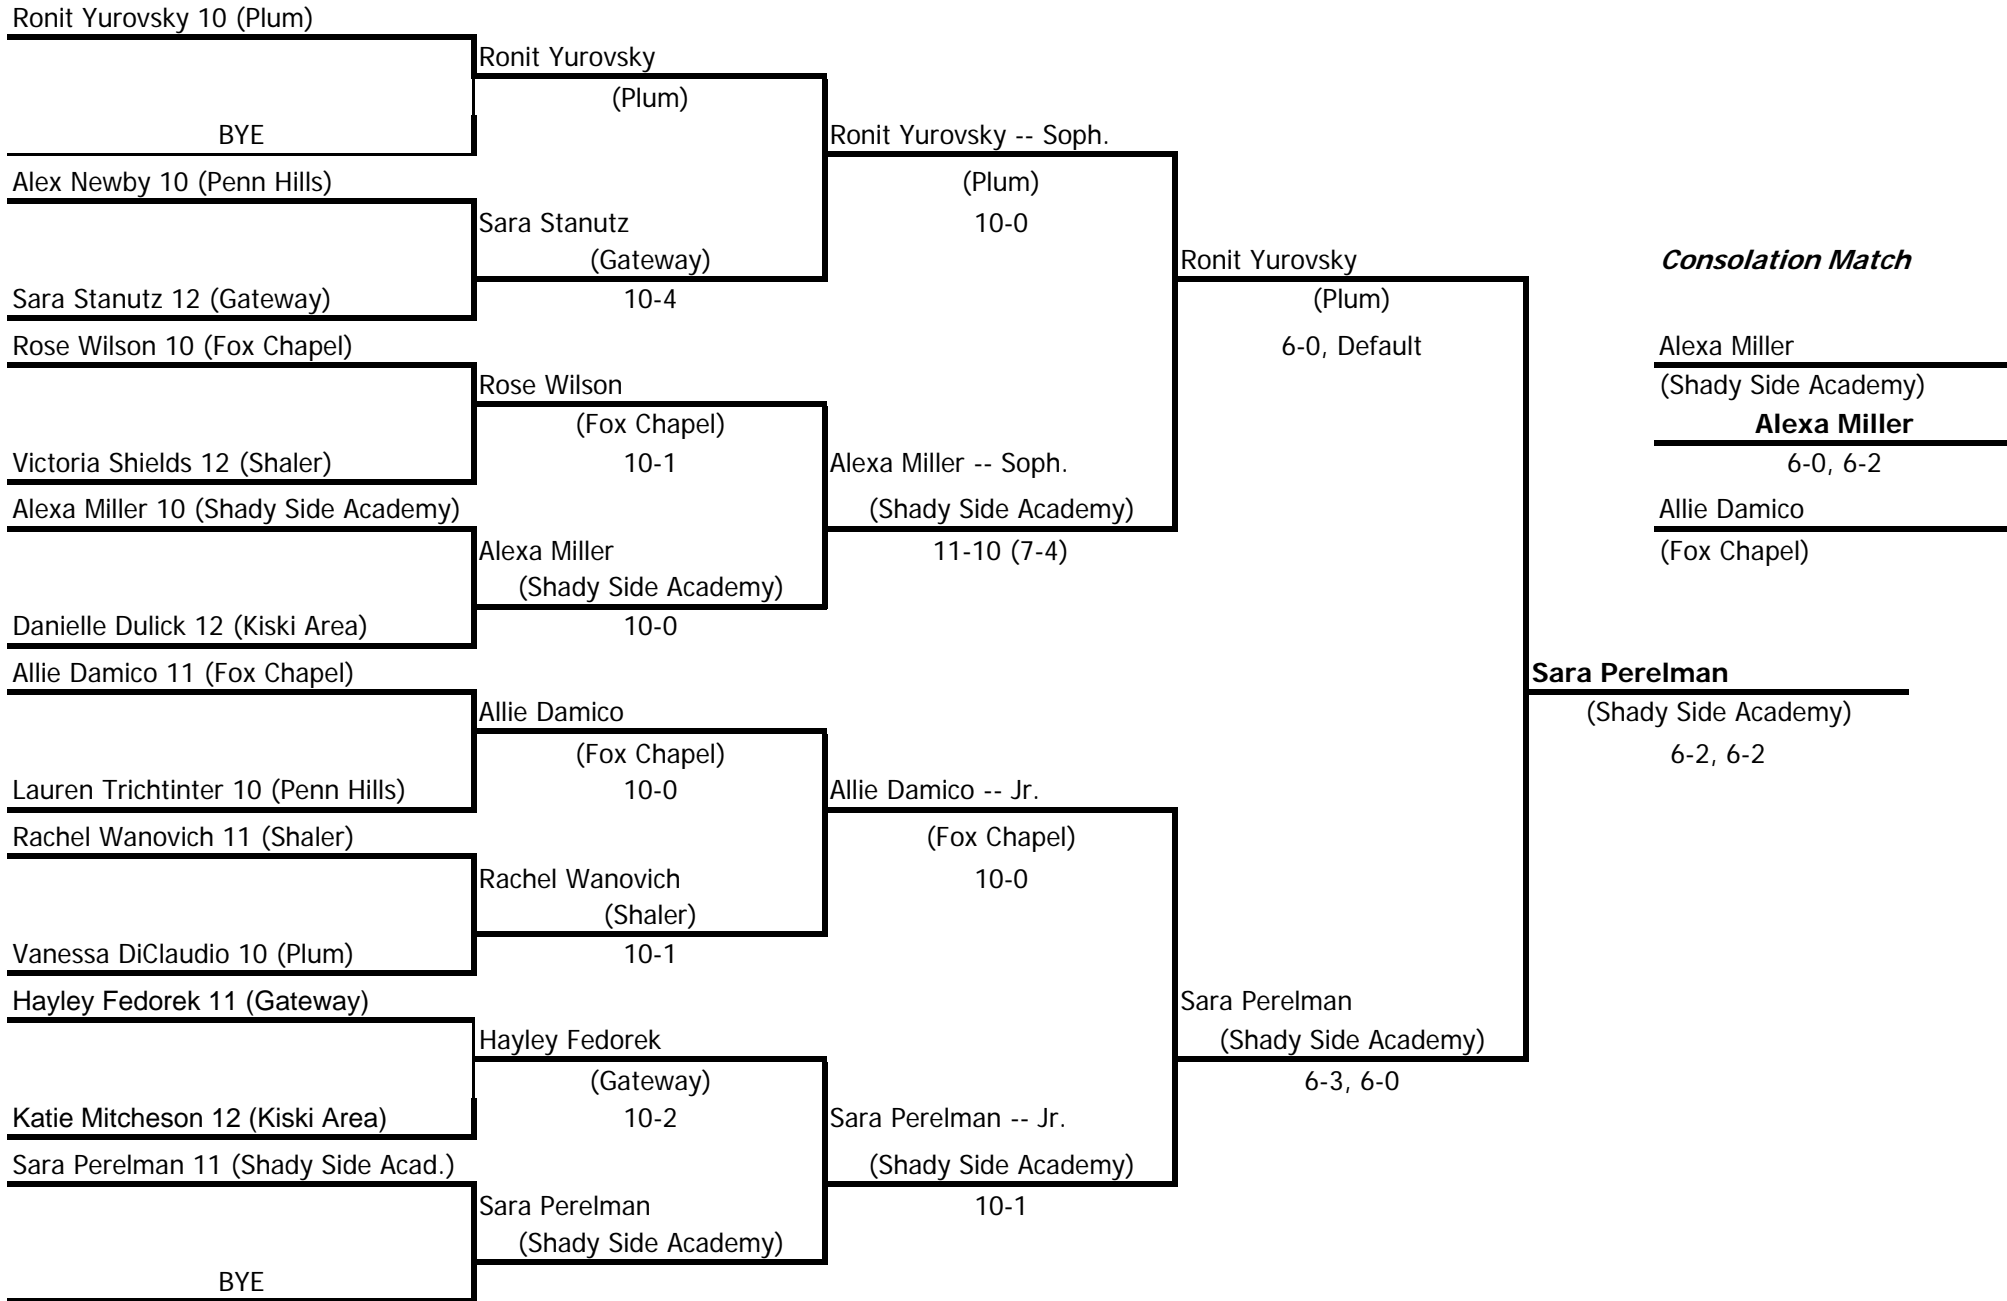 Ronit Yurovsky 10 (Plum)
BYE
Alex Newby 10 (Penn Hills)
Sara Stanutz 12 (Gateway)
Rose Wilson 10 (Fox Chapel)
Victoria Shields 12 (Shaler)
Alexa Miller 10 (Shady Side Academy)
Danielle Dulick 12 (Kiski Area)
Allie Damico 11 (Fox Chapel)
Lauren Trichtinter 10 (Penn Hills)
Rachel Wanovich 11 (Shaler)
Vanessa DiClaudio 10 (Plum)
Hayley Fedorek 11 (Gateway)
Katie Mitcheson 12 (Kiski Area)
Sara Perelman 11 (Shady Side Acad.)
BYE
Ronit Yurovsky
(Plum)
Sara Stanutz
(Gateway)
10-4
Rose Wilson
(Fox Chapel)
10-1
Alexa Miller
(Shady Side Academy)
10-0
Allie Damico
(Fox Chapel)
10-0
Rachel Wanovich
(Shaler)
10-1
Hayley Fedorek
(Gateway)
10-2
Sara Perelman
(Shady Side Academy)
Ronit Yurovsky -- Soph.
(Plum)
10-0
Alexa Miller -- Soph.
(Shady Side Academy)
11-10 (7-4)
Allie Damico -- Jr.
(Fox Chapel)
10-0
Sara Perelman -- Jr.
(Shady Side Academy)
10-1
Ronit Yurovsky
(Plum)
6-0, Default
Sara Perelman
(Shady Side Academy)
6-3, 6-0
Sara Perelman
(Shady Side Academy)
6-2, 6-2
Consolation Match
Alexa Miller
(Shady Side Academy)
Alexa Miller
6-0, 6-2
Allie Damico
(Fox Chapel)